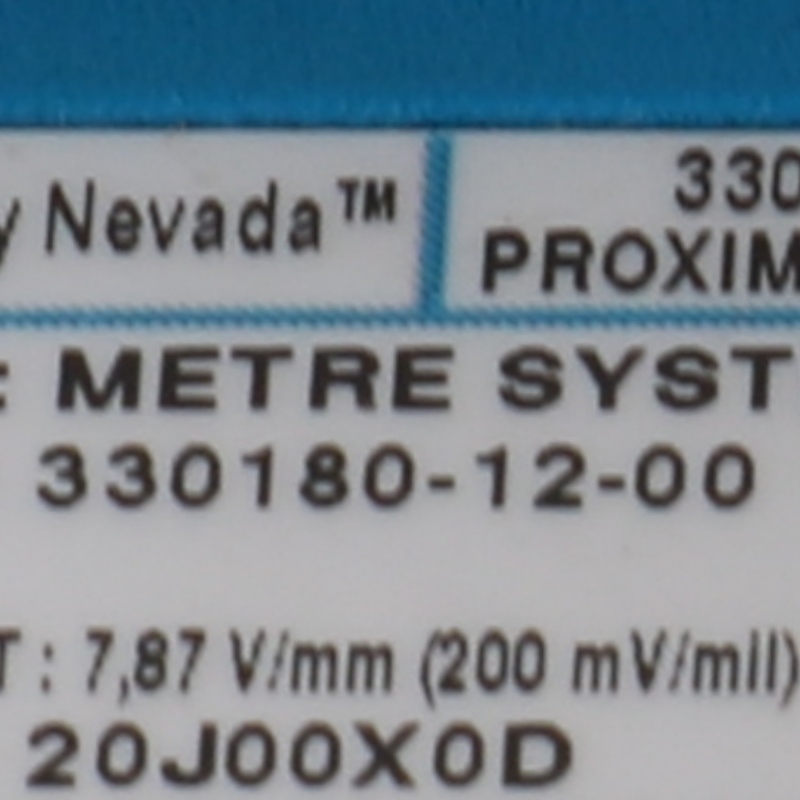 y Nevada™
330
PROXIM
: METRE SYST
330180-12-00
T : 7,87 V/mm (200 mV/mil)
20J00X0D